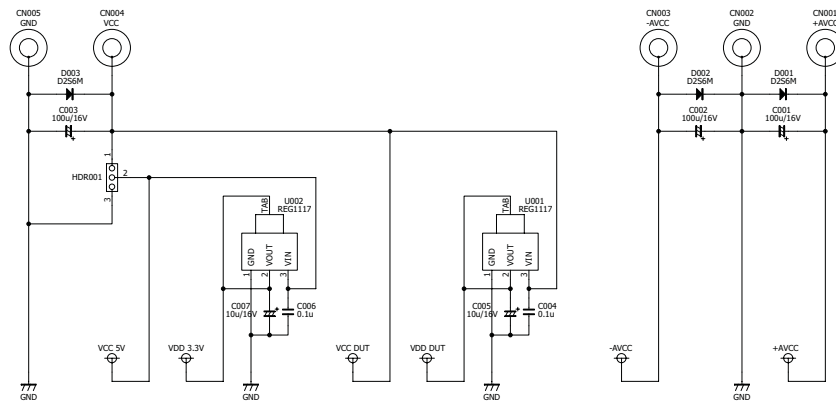 CN005
GND
CN004
VCC
CN003
-AVCC
CN002
GND
CN001
+AVCC
D003
D2S6M
D002
D2S6M
D001
D2S6M
C003
100u/16V
+
C002
100u/16V
+
C001
100u/16V
+
1
HDR001
2
3
U002
REG1117
TAB
GND
VOUT
VIN
1
2
3
U001
REG1117
TAB
GND
VOUT
VIN
1
2
3
C007
10u/16V
+
C006
0.1u
C005
10u/16V
+
C004
0.1u
VCC 5V
VDD 3.3V
VCC DUT
VDD DUT
-AVCC
+AVCC
GND
GND
GND
GND